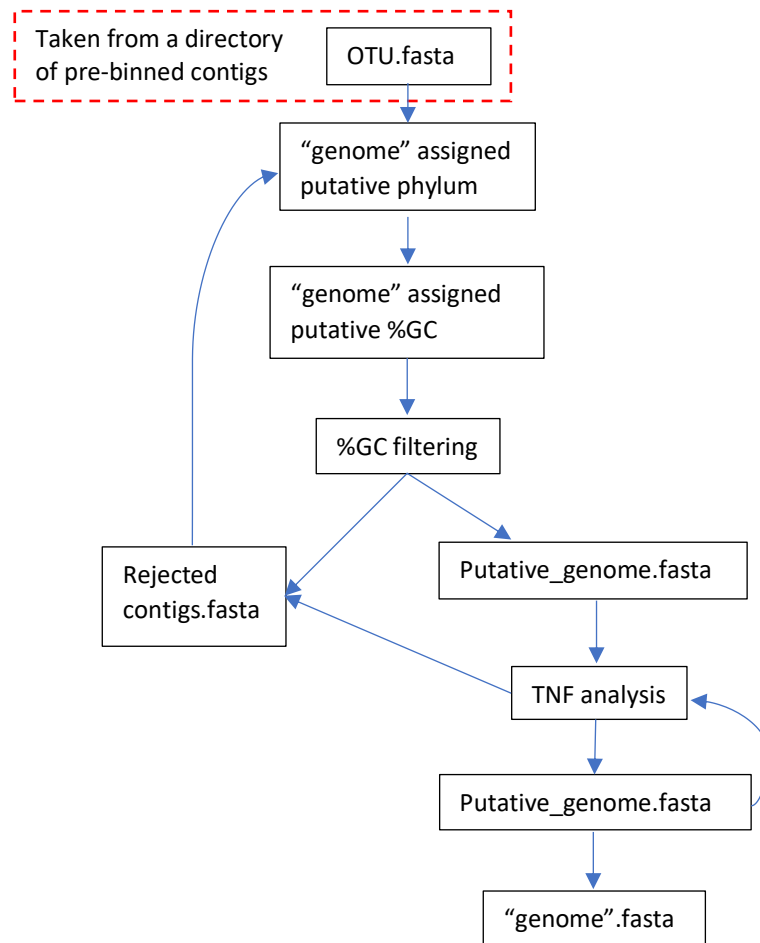 Taken from a directory
of pre-binned contigs
OTU.fasta
“genome” assigned
putative phylum
“genome” assigned
putative %GC
%GC filtering
Rejected
contigs.fasta
Putative_genome.fasta
TNF analysis
Putative_genome.fasta
“genome”.fasta